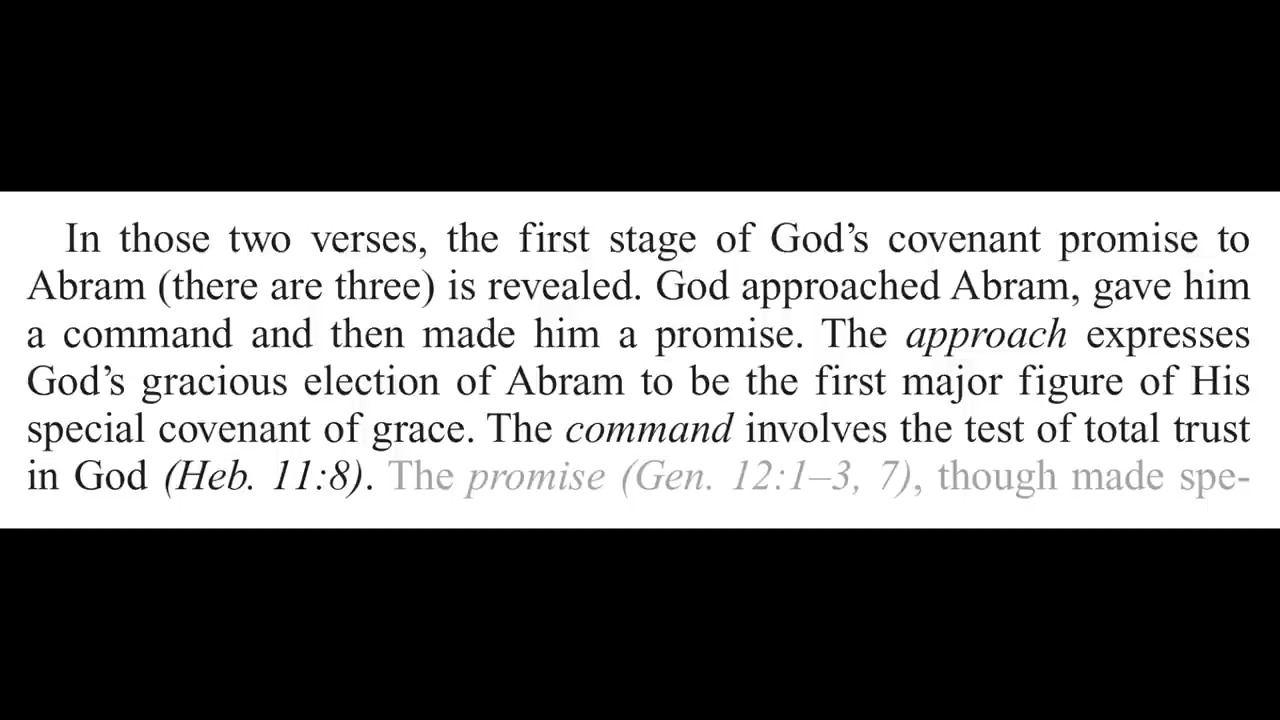 In those two verses, the first stage of God’s covenant promise to
Abram (there are three) is revealed. God approached Abram, gave him
a command and then made him a promise. The approach expresses
God’s gracious election of Abram to be the first major figure of His
special covenant of grace. The command involves the test of total trust
in God (Heb. 11:8). The promise (Gen. 12:1–3, 7), though made spe-